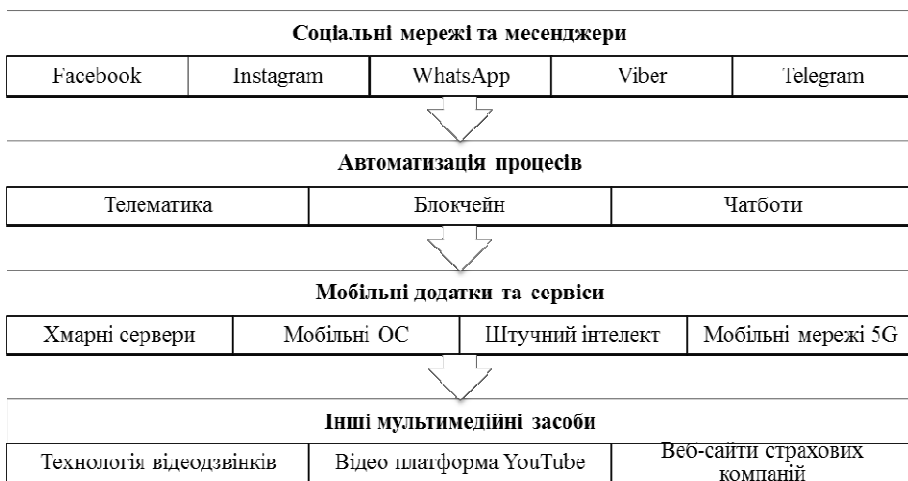 Соціальні мережі та месенджери
Facebook Instagram WhatsApp Viber Telegram
Автоматизація процесів
Телематика Блокчейн Чатботи
Мобільні додатки та сервіси
Хмарні сервери Мобільні ОС Штучний інтелект Мобільні мережі 5G
Інші мультимедійні засоби
Технологія відеодзвінків Відео платформа YouTube Веб-сайти страхових
компаній